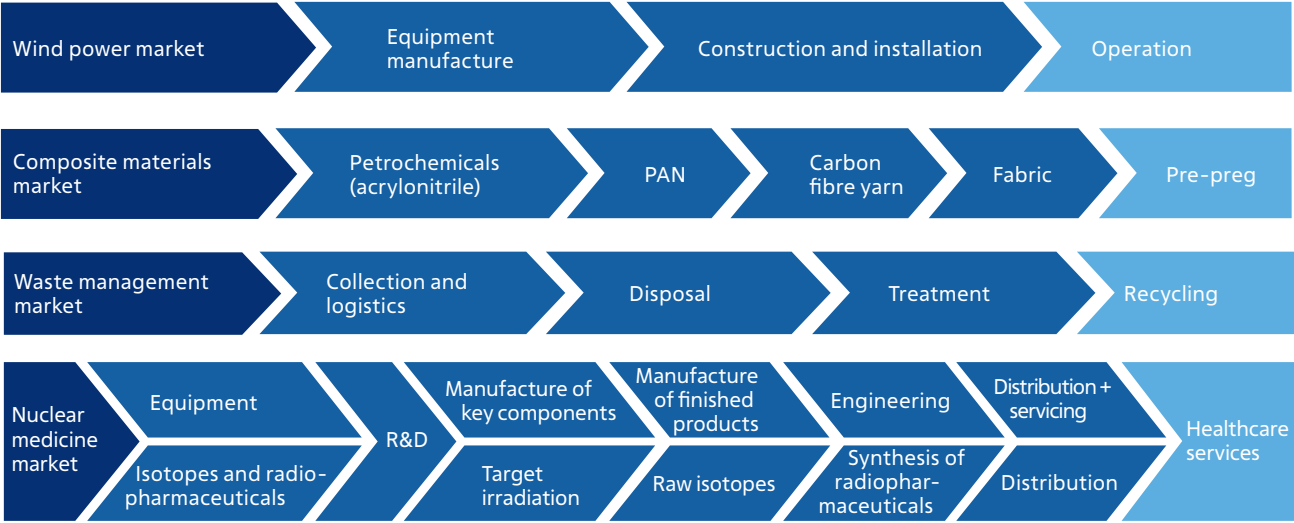 Wind power market
Equipment
manufacture
Construction and installation
Operation
Composite materials
market
Petrochemicals
(acrylonitrile)
PAN
Carbon
fibre yarn
Fabric
Pre-preg
Waste management
market
Collection and
logistics
Disposal
Treatment
Recycling
Nuclear
medicine
market
Equipment
Isotopes and radio-
pharmaceuticals
R&D
Manufacture of
key components
Target
irradiation
Manufacture
of finished
products
Raw isotopes
Engineering
Synthesis of
radiophar-
maceuticals
Distribution +
servicing
Distribution
Healthcare
services